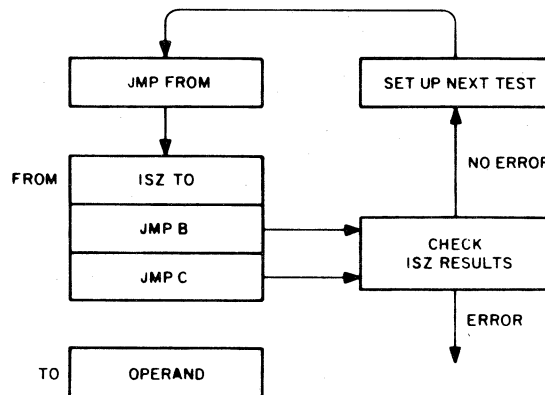 JMP FROM
SET UP NEXT TEST
FROM
ISZ TO
NO ERROR
JMP B
CHECK
ISZ RESULTS
JMP C
ERROR
TO
OPERAND